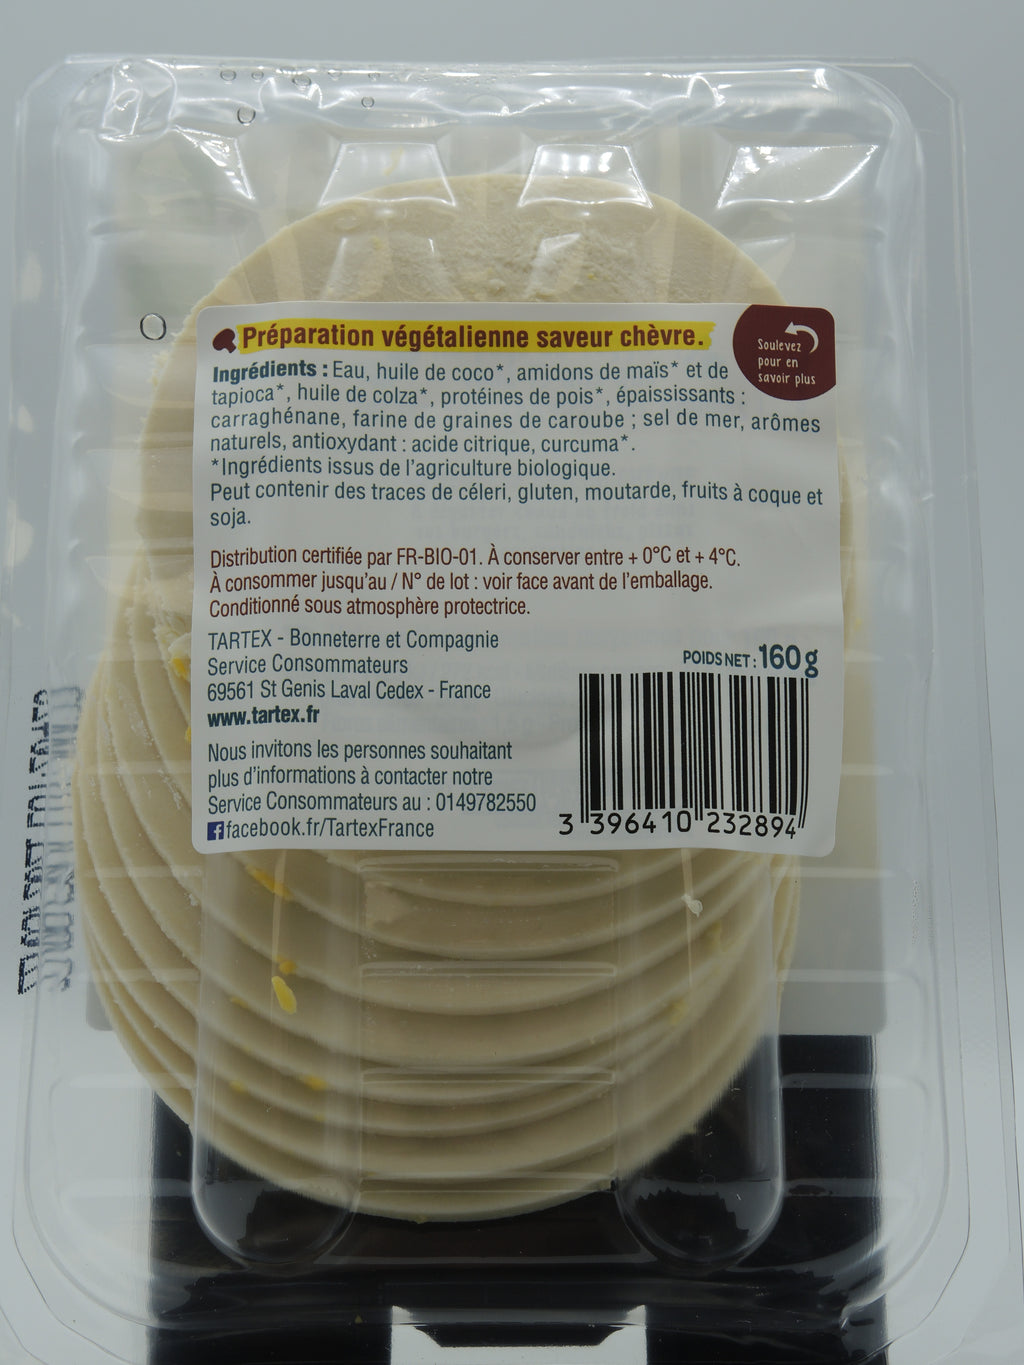 Préparation végétalienne saveur chèvre.
Soulevez
pour en
savoir plus
Ingrédients : Eau, huile de coco*, amidons de maïs* et de
tapioca*, huile de colza*, protéines de pois*, épaississants :
carraghénane, farine de graines de caroube ; sel de mer, arômes
naturels, antioxydant : acide citrique, curcuma*.
*Ingrédients issus de l'agriculture biologique.
Peut contenir des traces de céleri, gluten, moutarde, fruits à coque et
soja.
Distribution certifiée par FR-BIO-01. À conserver entre + 0°C et + 4°C.
À consommer jusqu'au / N° de lot : voir face avant de l'emballage.
Conditionné sous atmosphère protectrice.
TARTEX - Bonneterre et Compagnie
Service Consommateurs
69561 St Genis Laval Cedex - France
www.tartex.fr
Nous invitons les personnes souhaitant
plus d'informations à contacter notre
Service Consommateurs au : 0149782550
facebook.fr/TartexFrance
POIDS NET : 160g
3 396410 232894